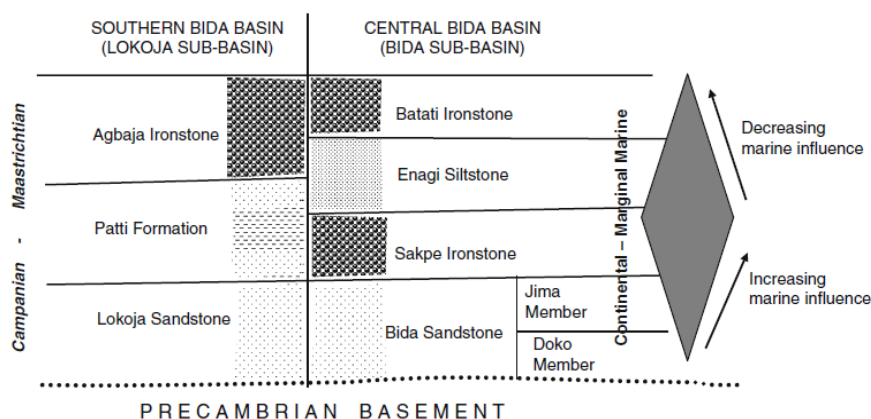 SOUTHERN BIDA BASIN
(LOKOJA SUB-BASIN)
CENTRAL BIDA BASIN
(BIDA SUB-BASIN)
Campanian - Maastrichtian
Agbaja Ironstone
Patti Formation
Lokoja Sandstone
Batati Ironstone
Enagi Siltstone
Sakpe Ironstone
Bida Sandstone
Jima
Member
Doko
Member
Continental – Marginal Marine
Decreasing
marine influence
Increasing
marine influence
PRECAMBRIAN BASEMENT